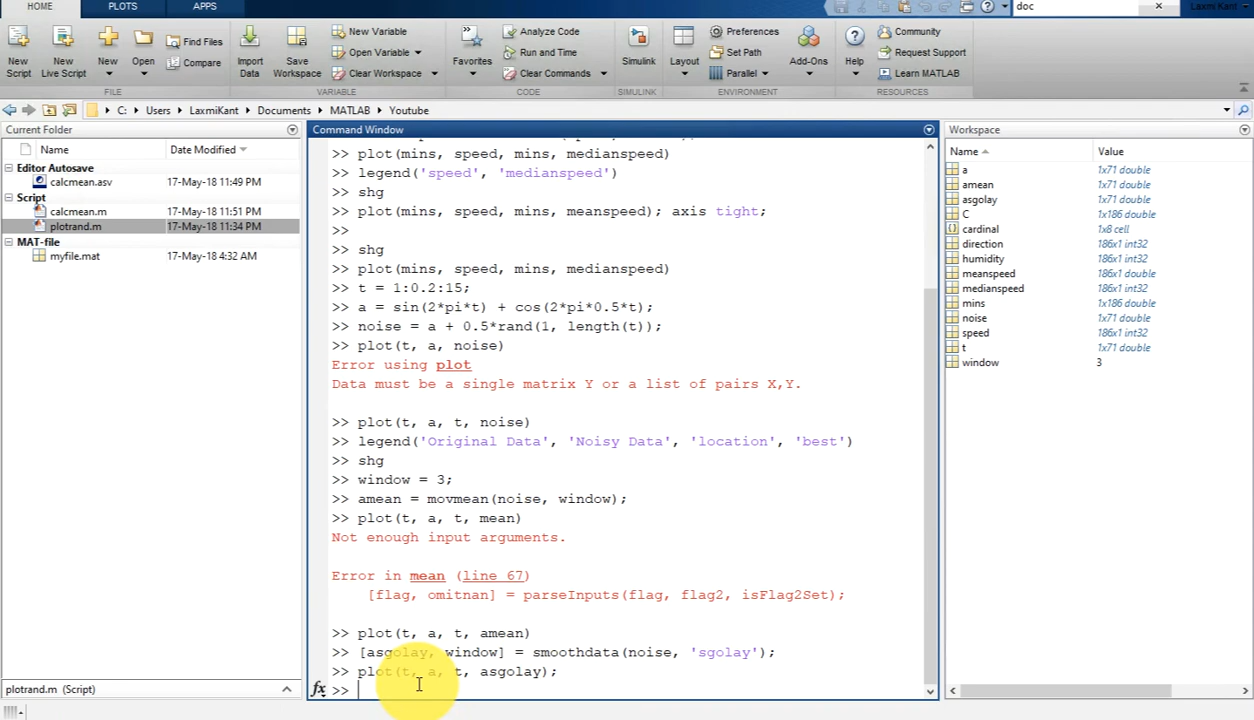 HOME PLOTS APPS doc Laxmi Kant
New Script
New Live Script
New
Open
Find Files
Compare
Import Data
Save Workspace
New Variable
Open Variable
Clear Workspace
Favorites
Analyze Code
Run and Time
Clear Commands
Simulink
Layout
Preferences
Set Path
Parallel
Add-Ons
Help
Community
Request Support
Learn MATLAB
FILE VARIABLE CODE SIMULINK ENVIRONMENT RESOURCES
C: Users LaxmiKant Documents MATLAB Youtube
Current Folder
Name Date Modified
Editor Autosave
calcmean.asv 17-May-18 11:49 PM
Script
calcmean.m 17-May-18 11:51 PM
plotrand.m 17-May-18 11:34 PM
MAT-file
myfile.mat 17-May-18 4:32 AM
plotrand.m (Script)
Command Window
>> plot(mins, speed, mins, medianspeed)
>> legend('speed', 'medianspeed')
>> shg
>> plot(mins, speed, mins, meanspeed); axis tight;
>>
>> shg
>> plot(mins, speed, mins, medianspeed)
>> t = 1:0.2:15;
>> a = sin(2*pi*t) + cos(2*pi*0.5*t);
>> noise = a + 0.5*rand(1, length(t));
>> plot(t, a, noise)
Error using plot
Data must be a single matrix Y or a list of pairs X,Y.
>> plot(t, a, t, noise)
>> legend('Original Data', 'Noisy Data', 'location', 'best')
>> shg
>> window = 3;
>> amean = movmean(noise, window);
>> plot(t, a, t, mean)
Not enough input arguments.
Error in mean (line 67)
[flag, omitnan] = parseInputs(flag, flag2, isFlag2Set);
>> plot(t, a, t, amean)
>> [asgolay, window] = smoothdata(noise, 'sgolay');
>> plot(t, a, t, asgolay);
fx >>
Workspace
Name Value
a 1x71 double
amean 1x71 double
asgolay 1x71 double
C 1x186 double
cardinal 1x8 cell
direction 186x1 int32
humidity 186x1 int32
meanspeed 186x1 double
medianspeed 186x1 int32
mins 1x186 double
noise 1x71 double
speed 186x1 int32
t 1x71 double
window 3